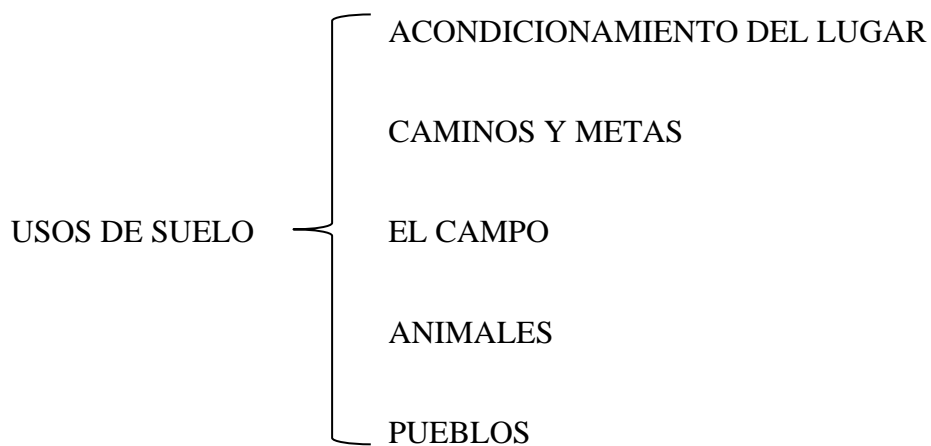 ACONDICIONAMIENTO DEL LUGAR
CAMINOS Y METAS
USOS DE SUELO
EL CAMPO
ANIMALES
PUEBLOS